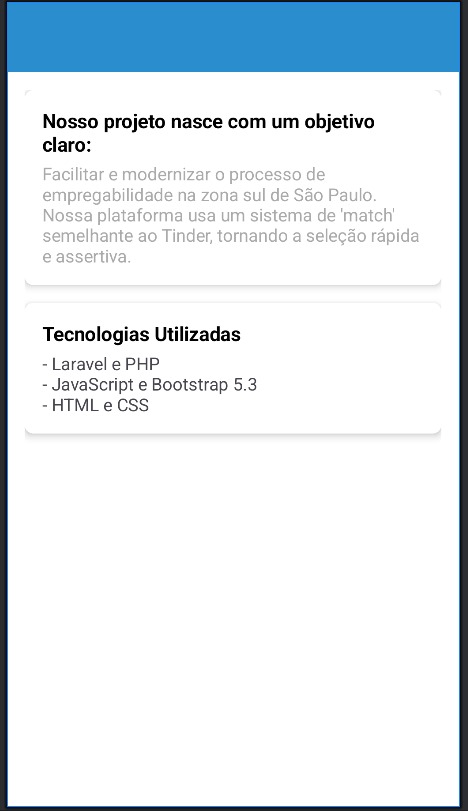 Nosso projeto nasce com um objetivo
claro:
Facilitar e modernizar o processo de
empregabilidade na zona sul de São Paulo.
Nossa plataforma usa um sistema de 'match'
semelhante ao Tinder, tornando a seleção rápida
e assertiva.
Tecnologias Utilizadas
- Laravel e PHP
- JavaScript e Bootstrap 5.3
- HTML e CSS